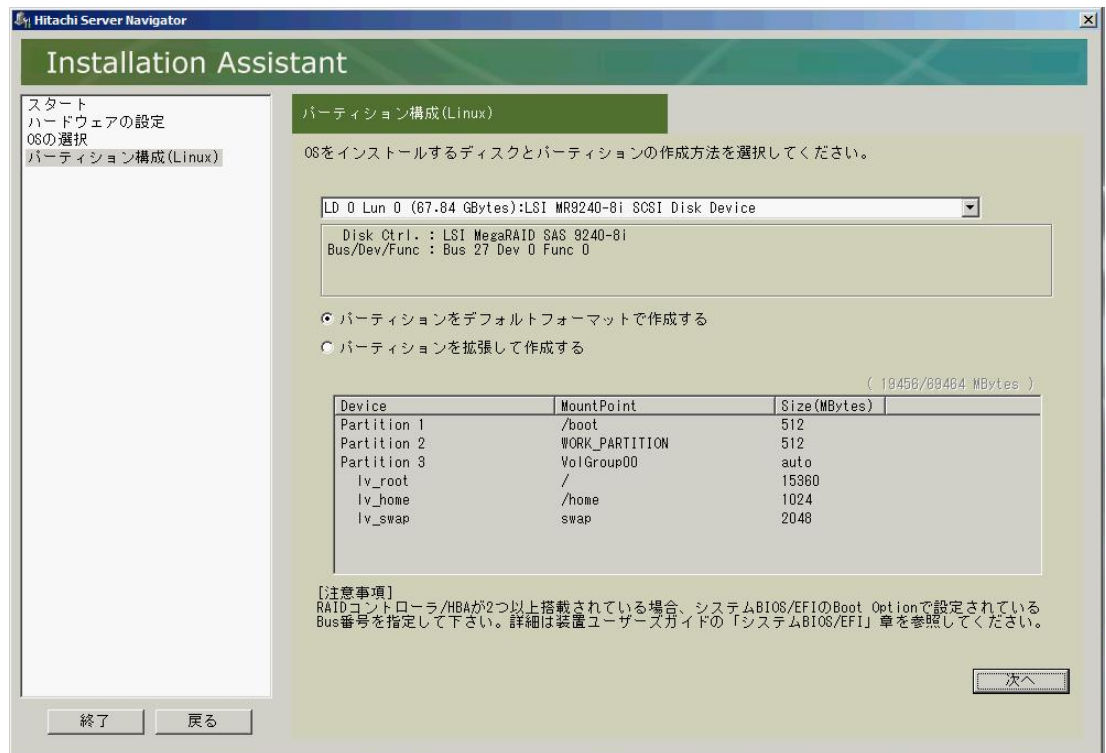 Hitachi Server Navigator
Installation Assistant
スタート
ハードウェアの設定
OSの選択
パーティション構成(Linux)
パーティション構成(Linux)
OSをインストールするディスクとパーティションの作成方法を選択してください。
LD 0 Lun 0 (67.84 GBytes):LSI MR9240-8i SCSI Disk Device
Disk Ctrl. : LSI MegaRAID SAS 9240-8i
Bus/Dev/Func : Bus 27 Dev 0 Func 0
パーティションをデフォルトフォーマットで作成する
パーティションを拡張して作成する
( 19456/69464 MBytes )
Device MountPoint Size(MBytes)
Partition 1 /boot 512
Partition 2 WORK_PARTITION 512
Partition 3 VolGroup00 auto
lv_root / 15360
lv_home /home 1024
lv_swap swap 2048
[注意事項]
RAIDコントローラ/HBAが2つ以上搭載されている場合、システムBIOS/EFIのBoot Optionで設定されている
Bus番号を指定して下さい。詳細は装置ユーザーズガイドの「システムBIOS/EFI」章を参照してください。
次へ
終了 戻る